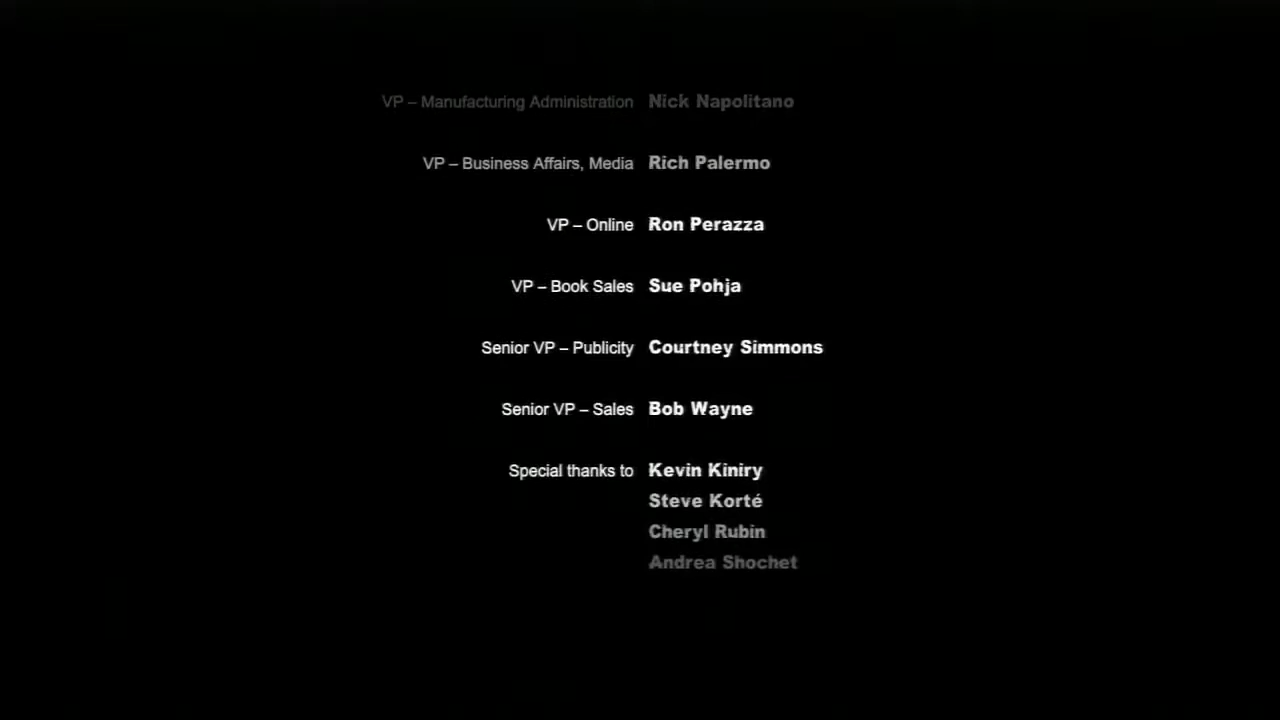 VP – Manufacturing Administration Nick Napolitano
VP – Business Affairs, Media Rich Palermo
VP – Online Ron Perazza
VP – Book Sales Sue Pohja
Senior VP – Publicity Courtney Simmons
Senior VP – Sales Bob Wayne
Special thanks to Kevin Kiniry
Steve Korté
Cheryl Rubin
Andrea Shochet